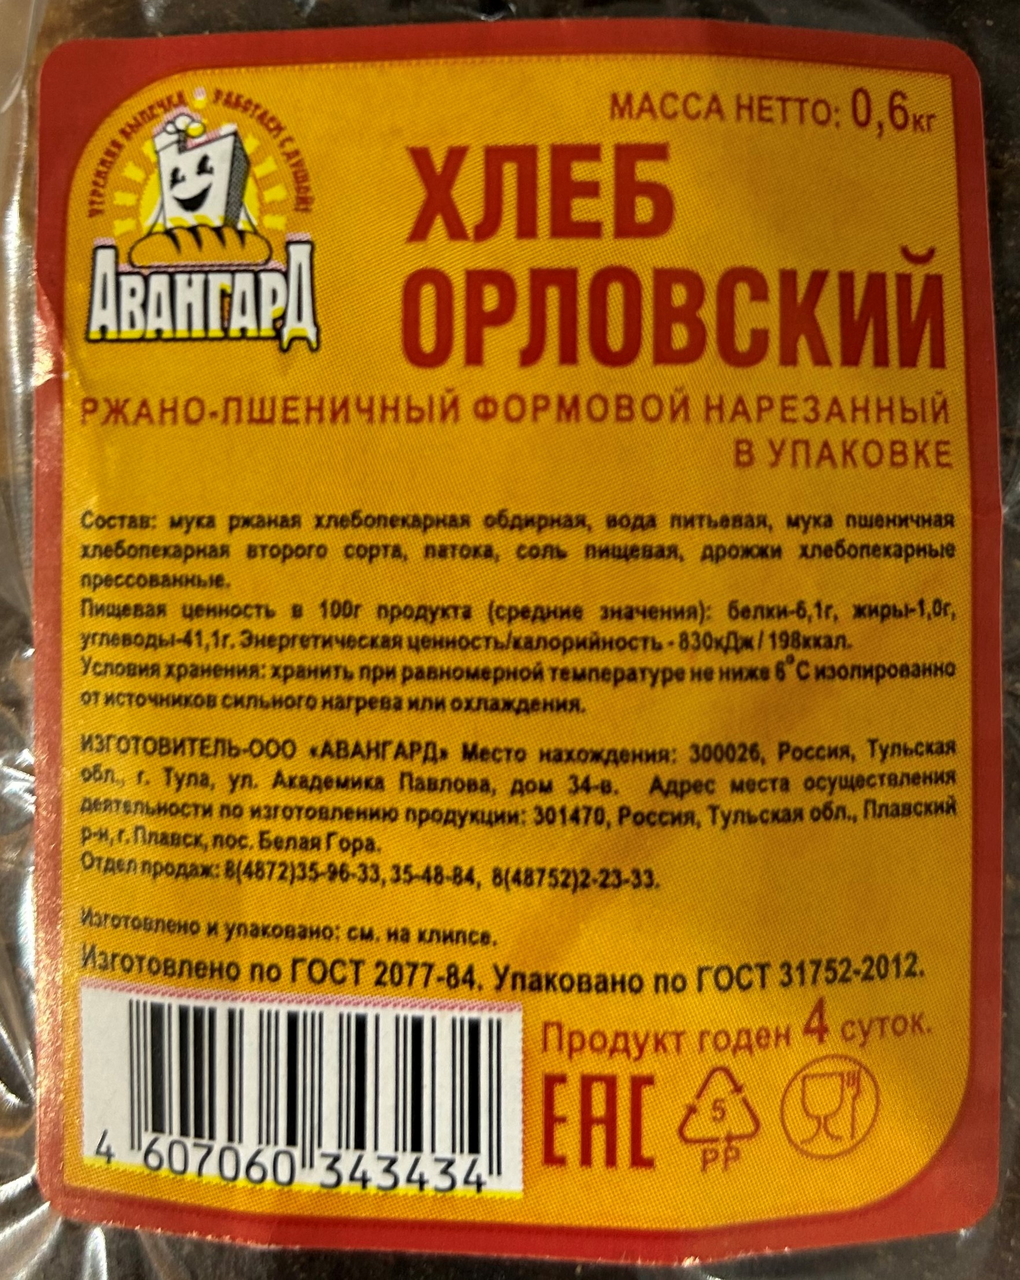 УТРЕННЯЯ ВЫПЕЧКА РАБОТАЕМ С ДУШОЙ!
АВАНГАРД
МАССА НЕТТО: 0,6кг
ХЛЕБ
ОРЛОВСКИЙ
РЖАНО-ПШЕНИЧНЫЙ ФОРМОВОЙ НАРЕЗАННЫЙ
В УПАКОВКЕ
Состав: мука ржаная хлебопекарная обдирная, вода питьевая, мука пшеничная
хлебопекарная второго сорта, патока, соль пищевая, дрожжи хлебопекарные
прессованные.
Пищевая ценность в 100г продукта (средние значения): белки-6,1г, жиры-1,0г,
углеводы-41,1г. Энергетическая ценность/калорийность - 830кДж / 198ккал.
Условия хранения: хранить при равномерной температуре не ниже 6°С изолированно
от источников сильного нагрева или охлаждения.
ИЗГОТОВИТЕЛЬ-ООО «АВАНГАРД» Место нахождения: 300026, Россия, Тульская
обл., г. Тула, ул. Академика Павлова, дом 34-в. Адрес места осуществления
деятельности по изготовлению продукции: 301470, Россия, Тульская обл., Плавский
р-н, г. Плавск, пос. Белая Гора.
Отдел продаж: 8(4872)35-96-33, 35-48-84, 8(48752)2-23-33.
Изготовлено и упаковано: см. на клипсе.
Изготовлено по ГОСТ 2077-84. Упаковано по ГОСТ 31752-2012.
Продукт годен 4 суток.
ЕАС
5
PP
4 607060 343434